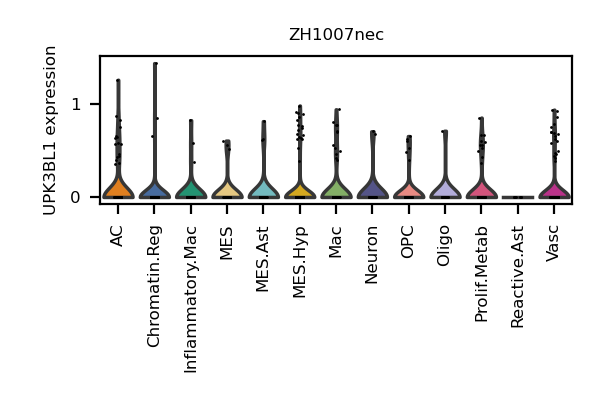 ZH1007nec
UPK3BL1 expression
1
0
AC
Chromatin.Reg
Inflammatory.Mac
MES
MES.Ast
MES.Hyp
Mac
Neuron
OPC
Oligo
Prolif.Metab
Reactive.Ast
Vasc